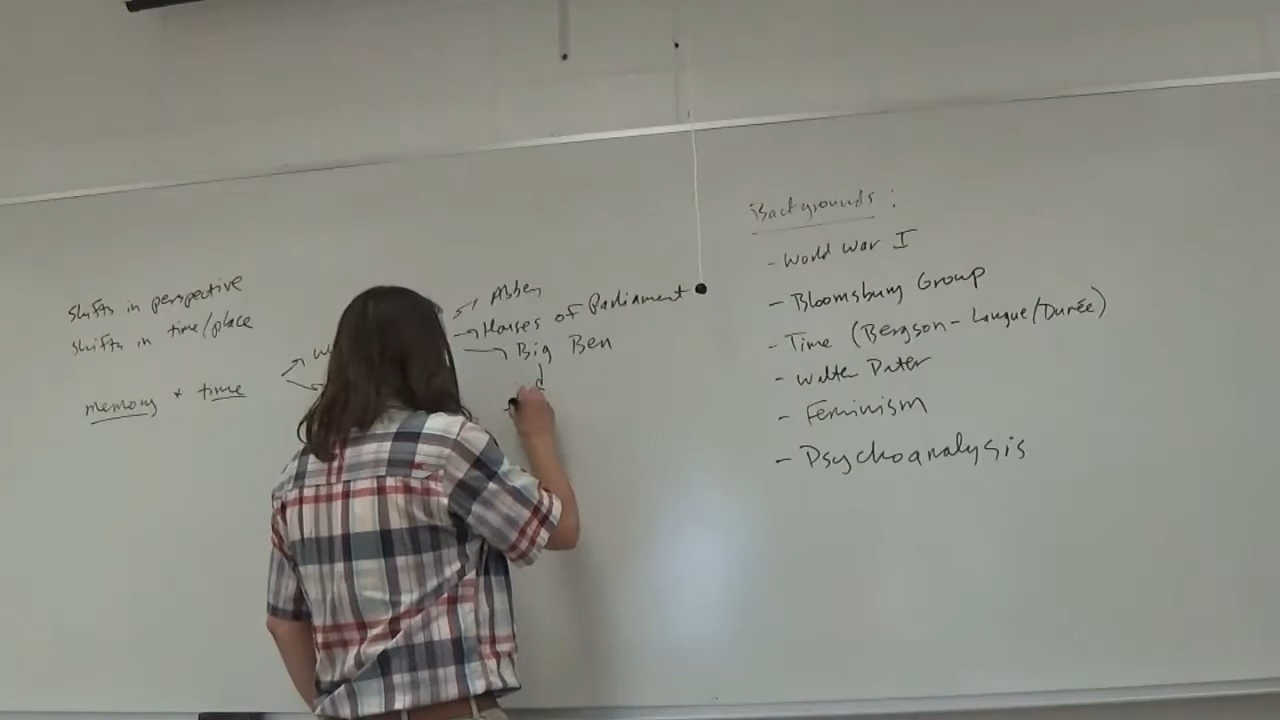 shifts in perspective
shifts in time/place
memory + time
W
Abbey
Houses of Parliament
Big Ben
Backgrounds :
- World War I
- Bloomsbury Group
- Time (Bergson - Langue/Durée)
- Walter Pater
- Feminism
- Psychoanalysis